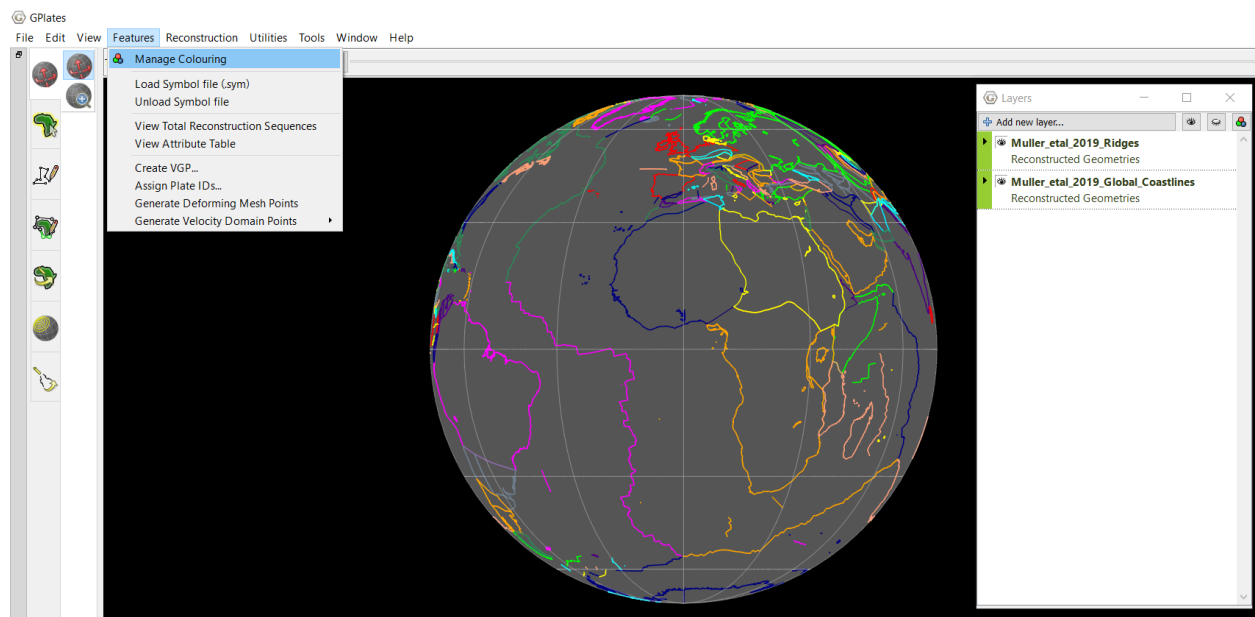 GPlates
File Edit View Features Reconstruction Utilities Tools Window Help
Manage Colouring
Load Symbol file (.sym)
Unload Symbol file
View Total Reconstruction Sequences
View Attribute Table
Create VGP...
Assign Plate IDs...
Generate Deforming Mesh Points
Generate Velocity Domain Points
Layers
Add new layer...
Muller_etal_2019_Ridges
Reconstructed Geometries
Muller_etal_2019_Global_Coastlines
Reconstructed Geometries